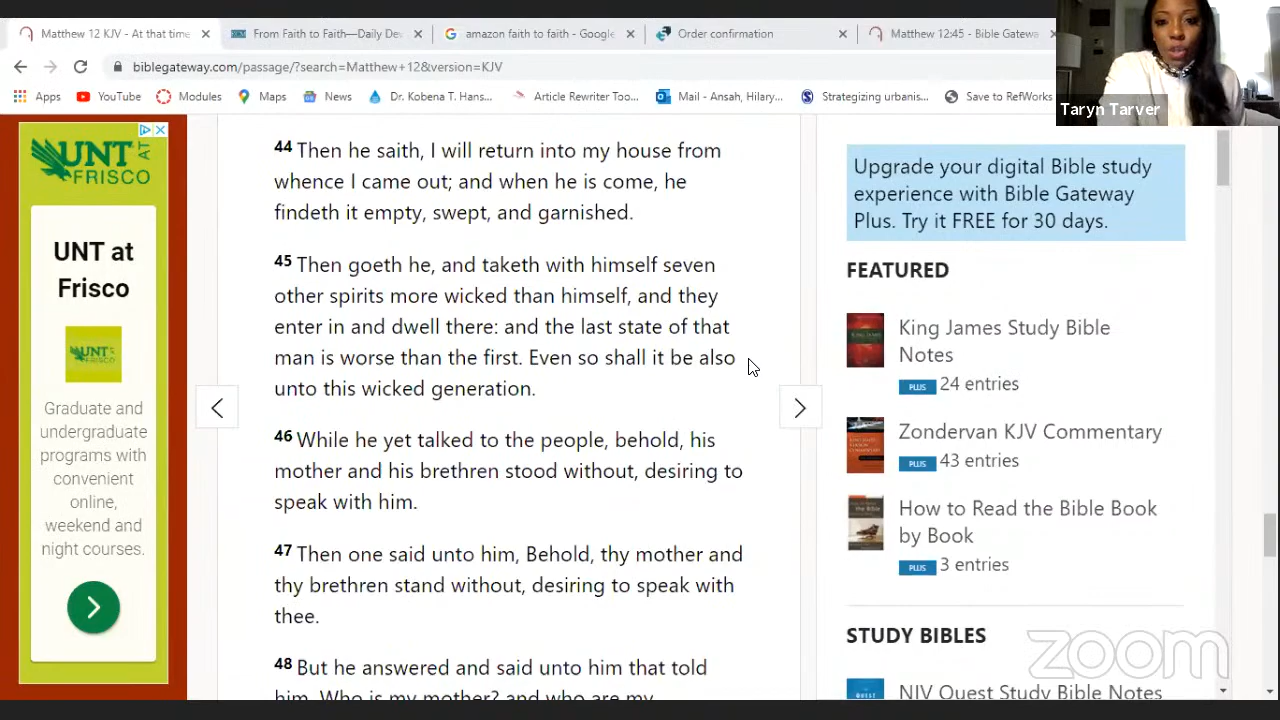 Matthew 12 KJV - At that time
From Faith to Faith—Daily De
amazon faith to faith - Google
Order confirmation
Matthew 12:45 - Bible Gatewa
biblegateway.com/passage/?search=Matthew+12&version=KJV
Apps
YouTube
Modules
Maps
News
Dr. Kobena T. Hans...
Article Rewriter Too...
Mail - Ansah, Hilary...
Strategizing urbanis...
Save to RefWorks
Taryn Tarver
UNT AT FRISCO
UNT at
Frisco
UNT
Graduate and
undergraduate
programs with
convenient
online,
weekend and
night courses.
44 Then he saith, I will return into my house from
whence I came out; and when he is come, he
findeth it empty, swept, and garnished.
45 Then goeth he, and taketh with himself seven
other spirits more wicked than himself, and they
enter in and dwell there: and the last state of that
man is worse than the first. Even so shall it be also
unto this wicked generation.
46 While he yet talked to the people, behold, his
mother and his brethren stood without, desiring to
speak with him.
47 Then one said unto him, Behold, thy mother and
thy brethren stand without, desiring to speak with
thee.
48 But he answered and said unto him that told
him, Who is my mother? and who are my
Upgrade your digital Bible study
experience with Bible Gateway
Plus. Try it FREE for 30 days.
FEATURED
King James Study Bible
Notes
PLUS 24 entries
Zondervan KJV Commentary
PLUS 43 entries
How to Read the Bible Book
by Book
PLUS 3 entries
STUDY BIBLES
NIV Quest Study Bible Notes
zoom